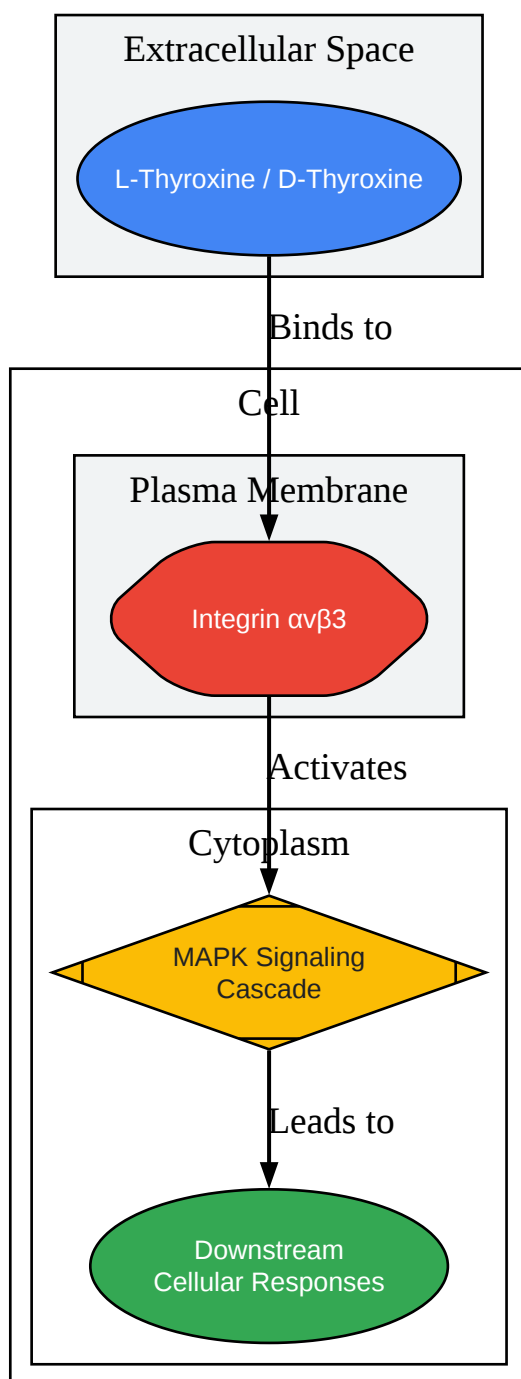 Extracellular Space
L-Thyroxine / D-Thyroxine
Binds to
Cell
Plasma Membrane
Integrin αvβ3
Activates
Cytoplasm
MAPK Signaling
Cascade
Leads to
Downstream
Cellular Responses